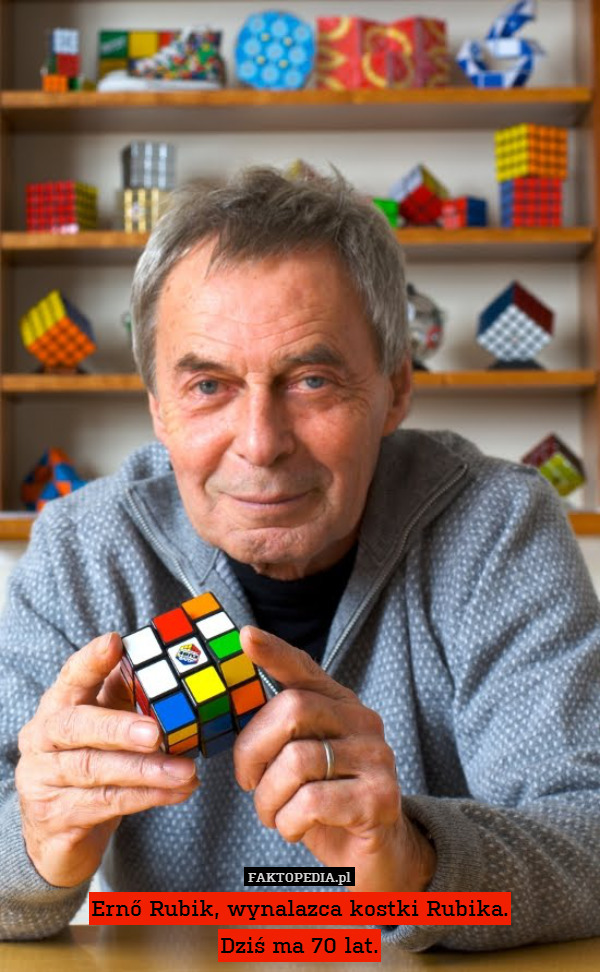 FAKTOPEDIA.pl
Ernő Rubik, wynalazca kostki Rubika.
Dziś ma 70 lat.